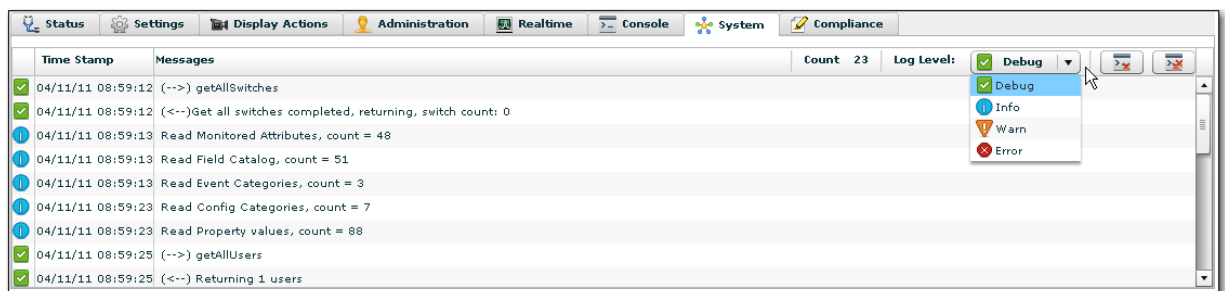 Status Settings Display Actions Administration Realtime Console System Compliance
Time Stamp Messages Count 23 Log Level: Debug
04/11/11 08:59:12 (-->) getAllSwitches
04/11/11 08:59:12 (<--)Get all switches completed, returning, switch count: 0
04/11/11 08:59:13 Read Monitored Attributes, count = 48
04/11/11 08:59:13 Read Field Catalog, count = 51
04/11/11 08:59:13 Read Event Categories, count = 3
04/11/11 08:59:23 Read Config Categories, count = 7
04/11/11 08:59:23 Read Property values, count = 88
04/11/11 08:59:25 (-->) getAllUsers
04/11/11 08:59:25 (<--) Returning 1 users
Debug
Info
Warn
Error